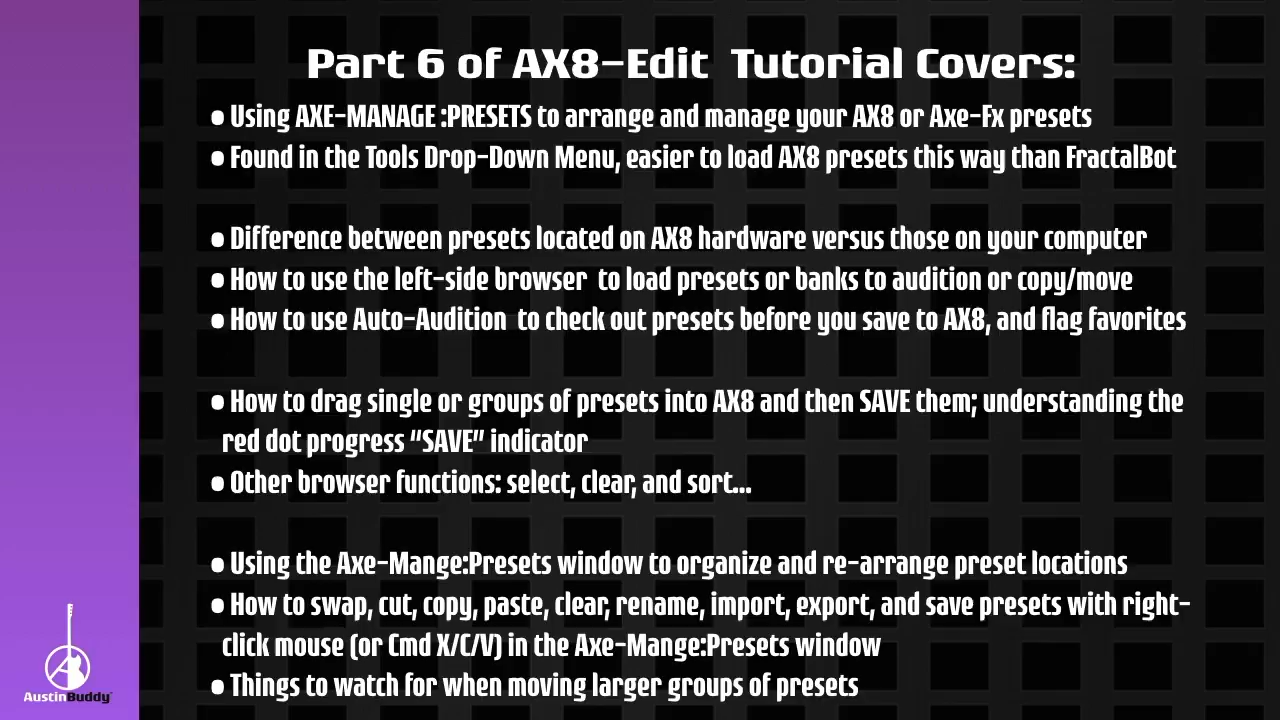 Part 6 of AX8-Edit Tutorial Covers:
• Using AXE-MANAGE :PRESETS to arrange and manage your AX8 or Axe-Fx presets
• Found in the Tools Drop-Down Menu, easier to load AX8 presets this way than FractalBot
• Difference between presets located on AX8 hardware versus those on your computer
• How to use the left-side browser to load presets or banks to audition or copy/move
• How to use Auto-Audition to check out presets before you save to AX8, and flag favorites
• How to drag single or groups of presets into AX8 and then SAVE them; understanding the
red dot progress “SAVE” indicator
• Other browser functions: select, clear, and sort...
• Using the Axe-Mange:Presets window to organize and re-arrange preset locations
• How to swap, cut, copy, paste, clear, rename, import, export, and save presets with right-
click mouse (or Cmd X/C/V) in the Axe-Mange:Presets window
• Things to watch for when moving larger groups of presets
AustinBuddy